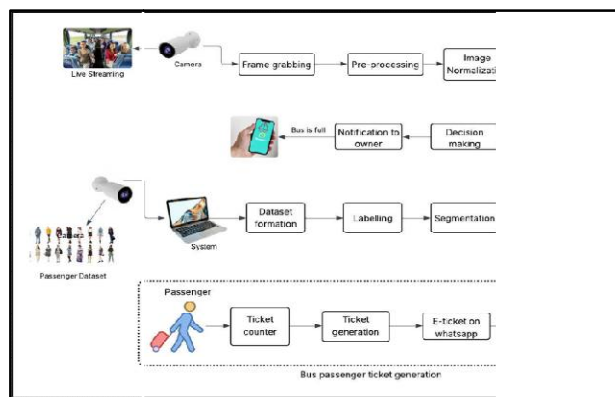 Camera
Live Streaming
Frame grabbing
Pre-processing
Image
Normalizati
Bus is full
Notification to
owner
Decision
making
Camera
Passenger Dataset
System
Dataset
formation
Labelling
Segmentation
Passenger
Ticket
counter
Ticket
generation
E-ticket on
whatsapp
Bus passenger ticket generation